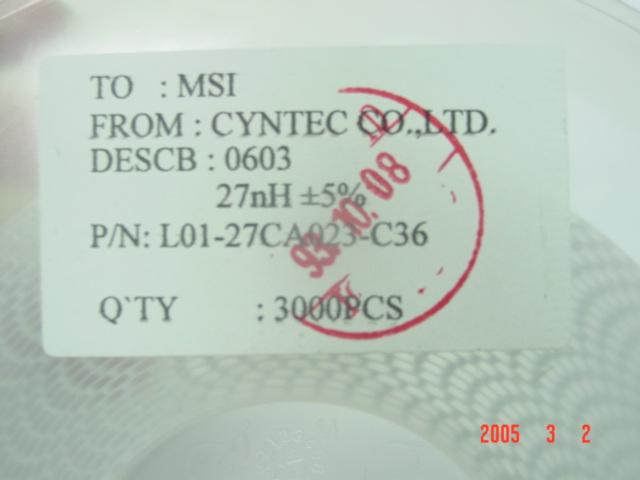 TO : MSI
FROM : CYNTEC CO.,LTD.
DESCB : 0603
27nH ±5%
P/N: L01-27CA023-C36
Q`TY : 3000PCS
93.10.08
2005 3 2